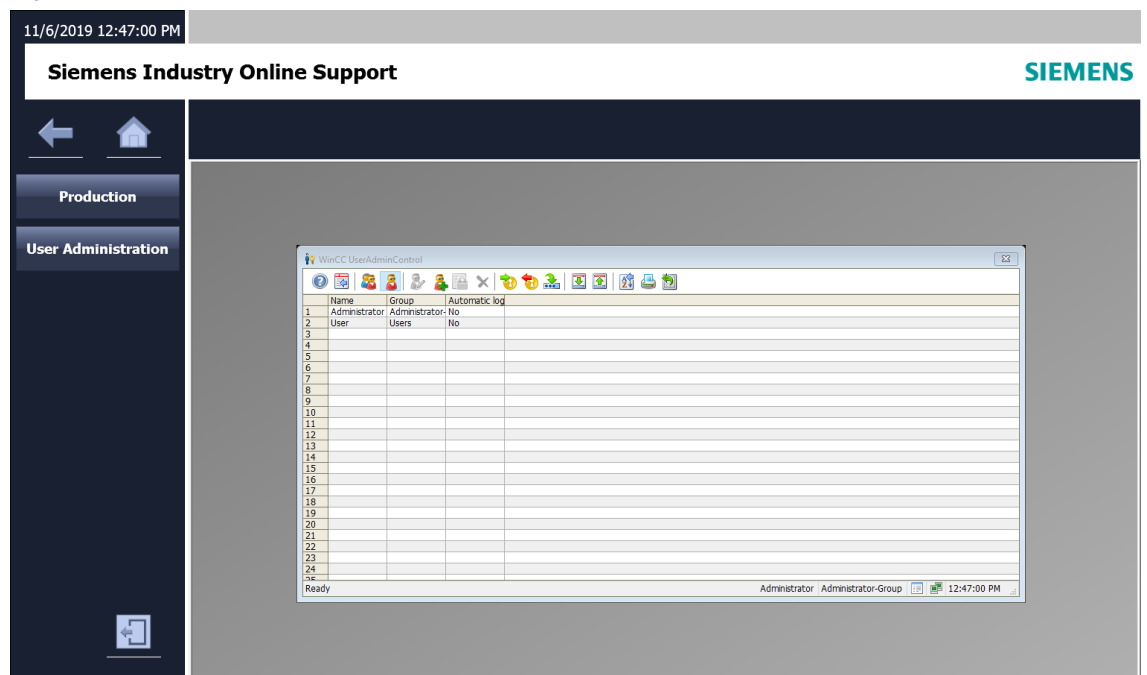 11/6/2019 12:47:00 PM
Siemens Industry Online Support
SIEMENS
Production
User Administration
WinCC UserAdminControl
Name Group Automatic log
1 Administrator Administrator- No
2 User Users No
3
4
5
6
7
8
9
10
11
12
13
14
15
16
17
18
19
20
21
22
23
24
25
Ready Administrator Administrator-Group 12:47:00 PM